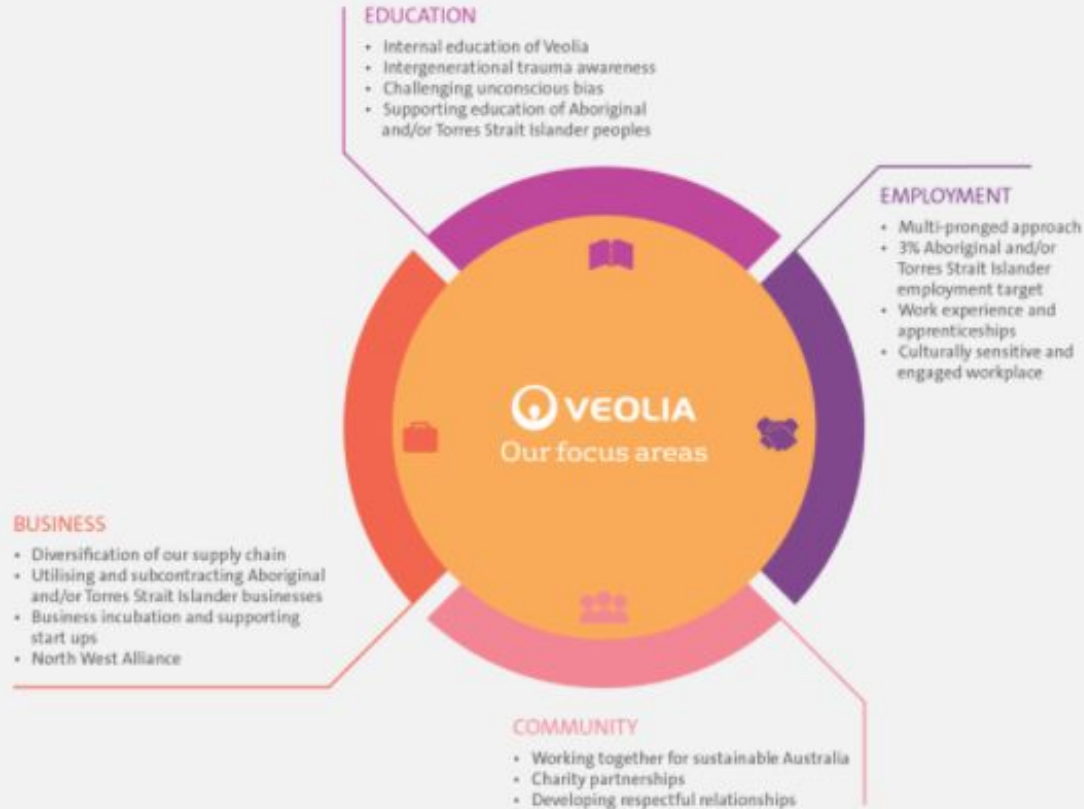 EDUCATION
• Internal education of Veolia
• Intergenerational trauma awareness
• Challenging unconscious bias
• Supporting education of Aboriginal
and/or Torres Strait Islander peoples
EMPLOYMENT
• Multi-pronged approach
• 3% Aboriginal and/or
Torres Strait Islander
employment target
• Work experience and
apprenticeships
• Culturally sensitive and
engaged workplace
VEOLIA
Our focus areas
BUSINESS
• Diversification of our supply chain
• Utilising and subcontracting Aboriginal
and/or Torres Strait Islander businesses
• Business incubation and supporting
start ups
• North West Alliance
COMMUNITY
• Working together for sustainable Australia
• Charity partnerships
• Developing respectful relationships